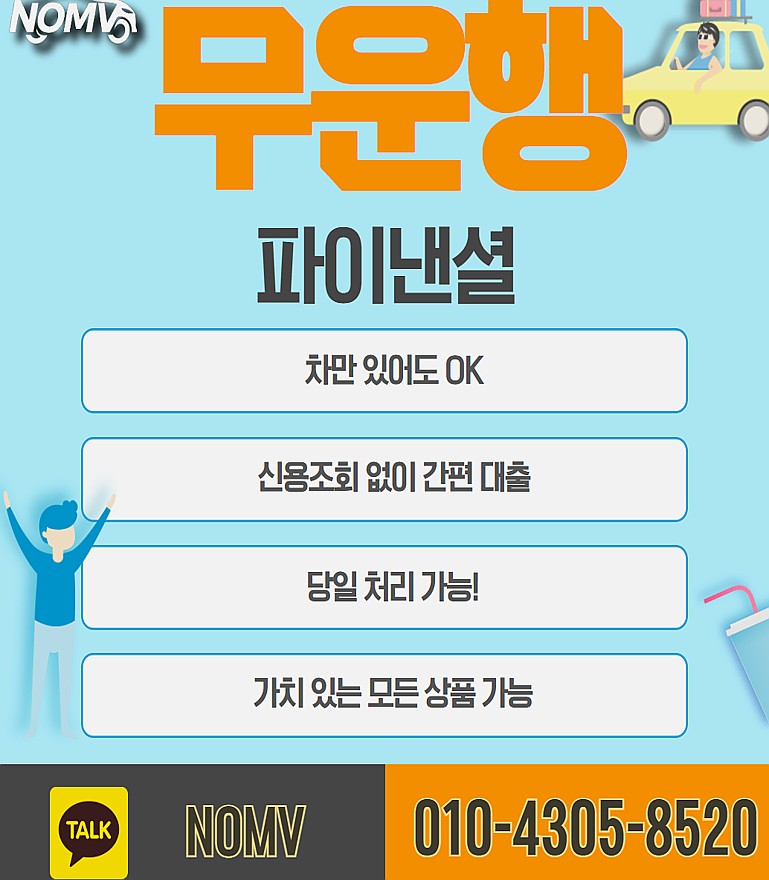 NOMV
무운행
파이낸셜
차만 있어도 OK
신용조회 없이 간편 대출
당일 처리 가능!
가치 있는 모든 상품 가능
TALK NOMV 010-4305-8520